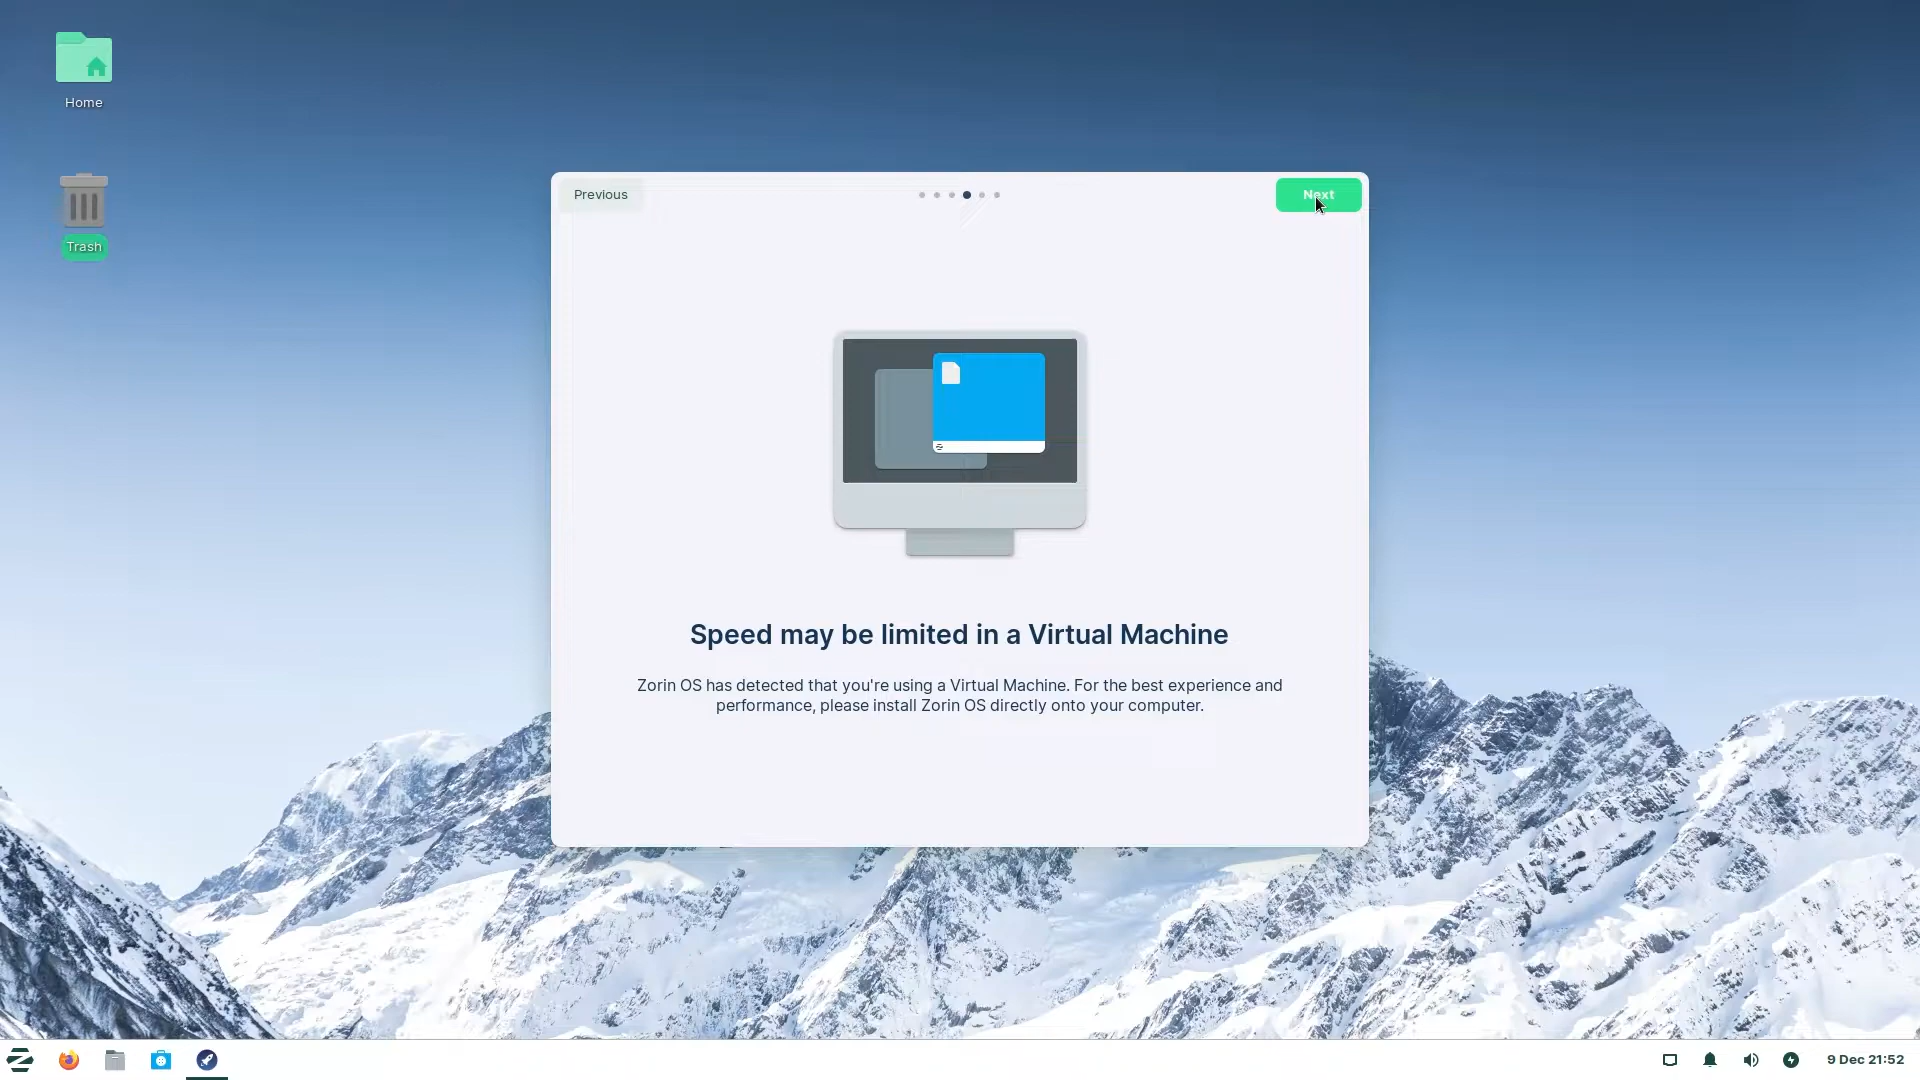 Home
Trash
Previous
Next
Speed may be limited in a Virtual Machine
Zorin OS has detected that you're using a Virtual Machine. For the best experience and
performance, please install Zorin OS directly onto your computer.
9 Dec 21:52